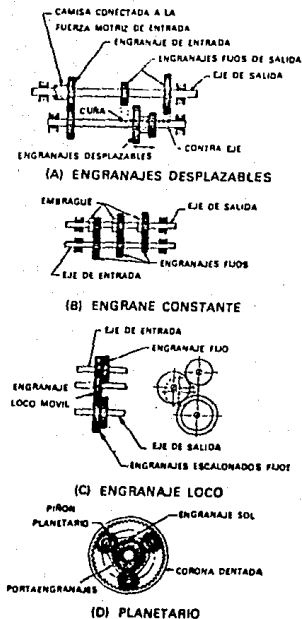 CAMISA CONECTADA A LA
FUERZA MOTRIZ DE ENTRADA
ENGRANAJE DE ENTRADA
ENGRANAJES FIJOS DE SALIDA
EJE DE SALIDA
CUÑA
CONTRA EJE
ENGRANAJES DESPLAZABLES
(A) ENGRANAJES DESPLAZABLES
EMBRAGUE
EJE DE SALIDA
EJE DE ENTRADA
ENGRANAJES FIJOS
(B) ENGRANE CONSTANTE
EJE DE ENTRADA
ENGRANAJE FIJO
ENGRANAJE
LOCO MOVIL
EJE DE SALIDA
ENGRANAJES ESCALONADOS FIJOS
(C) ENGRANAJE LOCO
PIÑON
PLANETARIO
ENGRANAJE SOL
PORTAENGRANAJES
CORONA DENTADA
(D) PLANETARIO